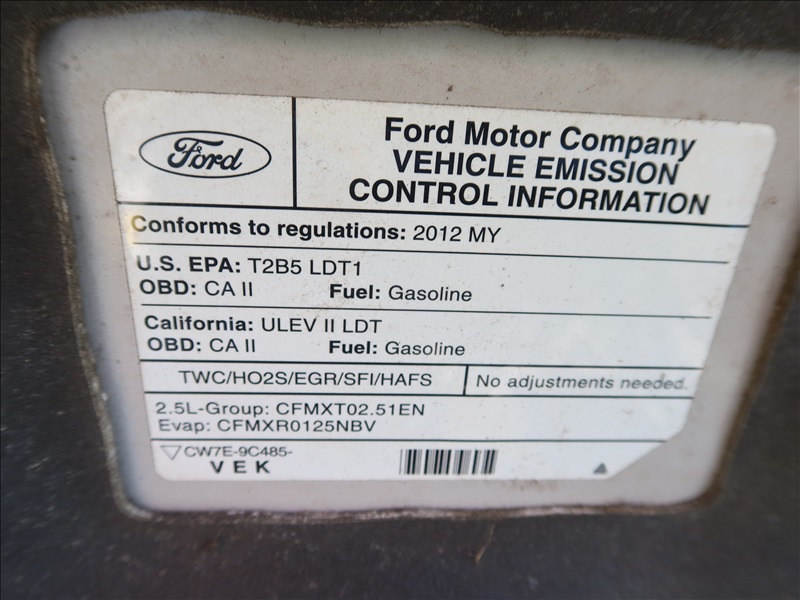 Ford
Ford Motor Company
VEHICLE EMISSION
CONTROL INFORMATION
Conforms to regulations: 2012 MY
U.S. EPA: T2B5 LDT1
OBD: CA II Fuel: Gasoline
California: ULEV II LDT
OBD: CA II Fuel: Gasoline
TWC/HO2S/EGR/SFI/HAFS No adjustments needed.
2.5L-Group: CFMXT02.51EN
Evap: CFMXR0125NBV
CW7E-9C485-
VEK